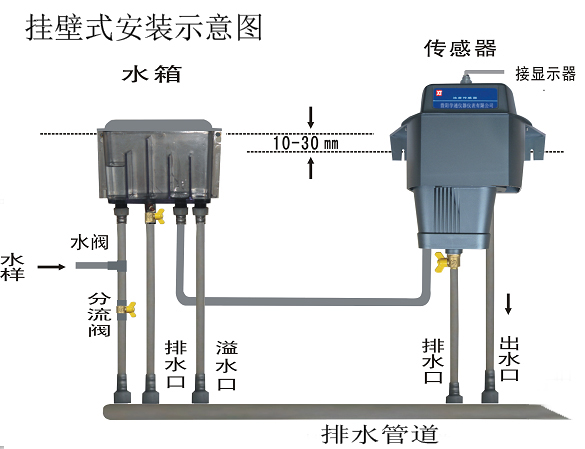 挂壁式安装示意图
传感器
水箱
接显示器
10-30 mm
水阀
水样
分流阀
排水口
溢水口
排水口
出水口
排水管道